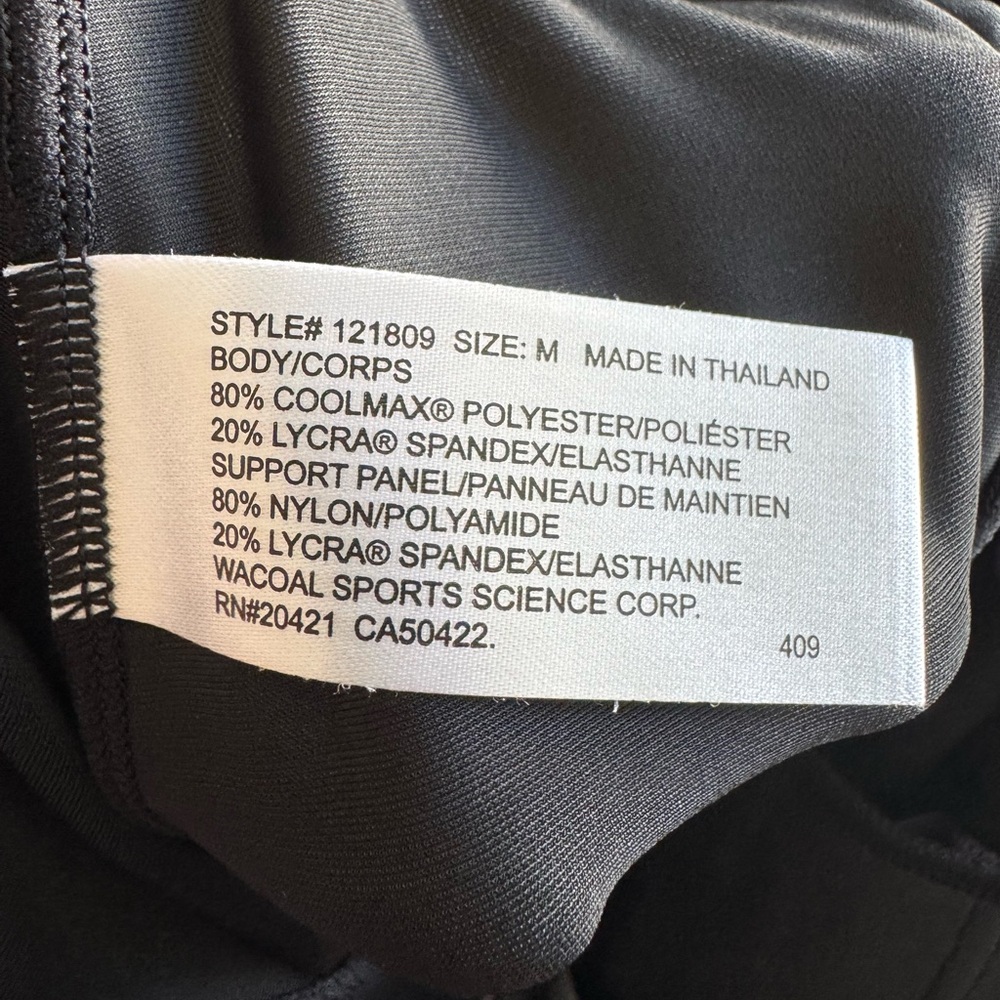 STYLE# 121809 SIZE: M MADE IN THAILAND
BODY/CORPS
80% COOLMAX® POLYESTER/POLIÉSTER
20% LYCRA® SPANDEX/ELASTHANNE
SUPPORT PANEL/PANNEAU DE MAINTIEN
80% NYLON/POLYAMIDE
20% LYCRA® SPANDEX/ELASTHANNE
WACOAL SPORTS SCIENCE CORP.
RN#20421 CA50422.
409